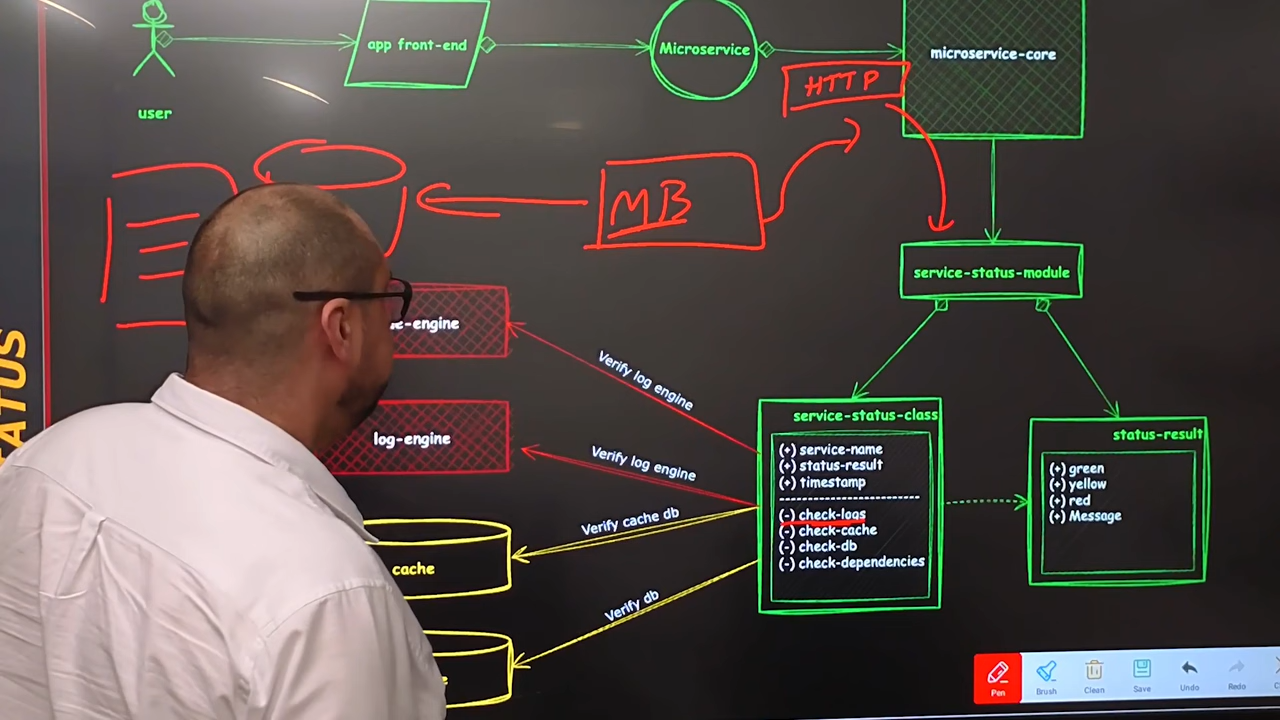 app front-end
Microservice
microservice-core
user
HTTP
MB
service-status-module
e-engine
Verify log engine
log-engine
Verify log engine
Verify cache db
cache
Verify db
service-status-class
(+) service-name
(+) status-result
(+) timestamp
(-) check-logs
(-) check-cache
(-) check-db
(-) check-dependencies
status-result
(+) green
(+) yellow
(+) red
(+) Message
ATUS
Pen
Brush
Clean
Save
Undo
Redo